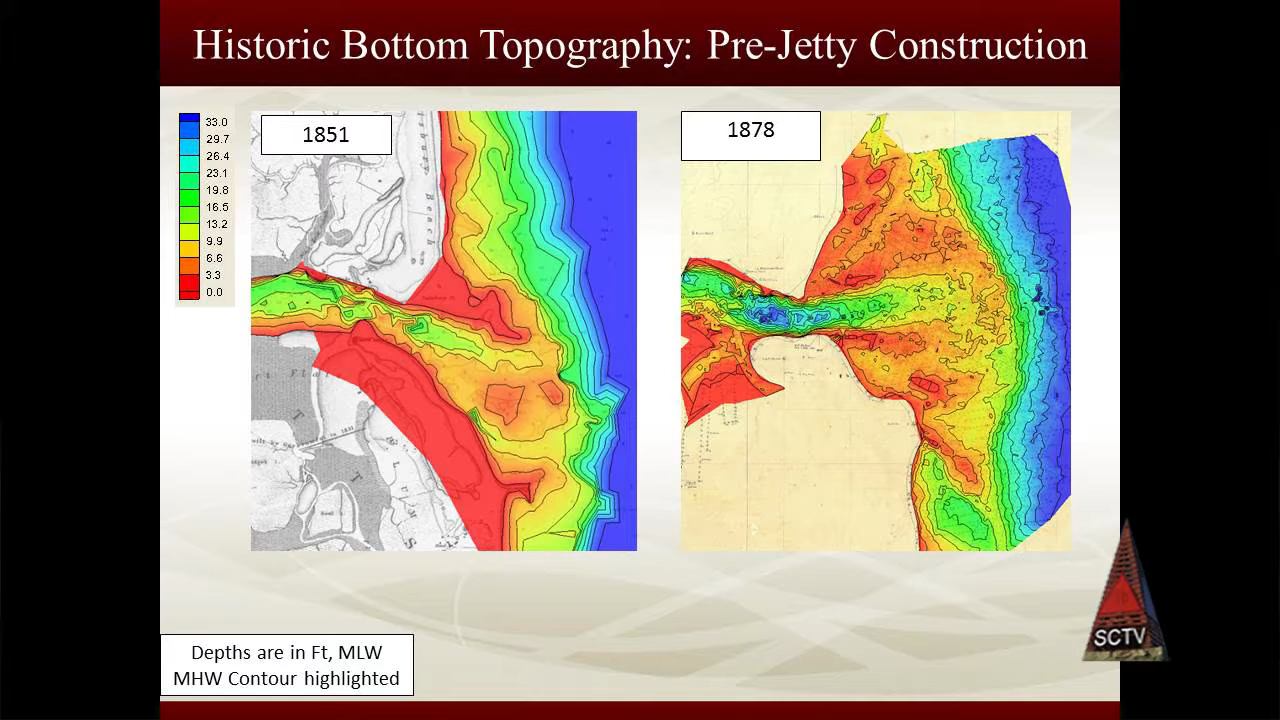 Historic Bottom Topography: Pre-Jetty Construction
1851
1878
33.0
29.7
26.4
23.1
19.8
16.5
13.2
9.9
6.6
3.3
0.0
Beach
Depths are in Ft, MLW
MHW Contour highlighted
SCTV